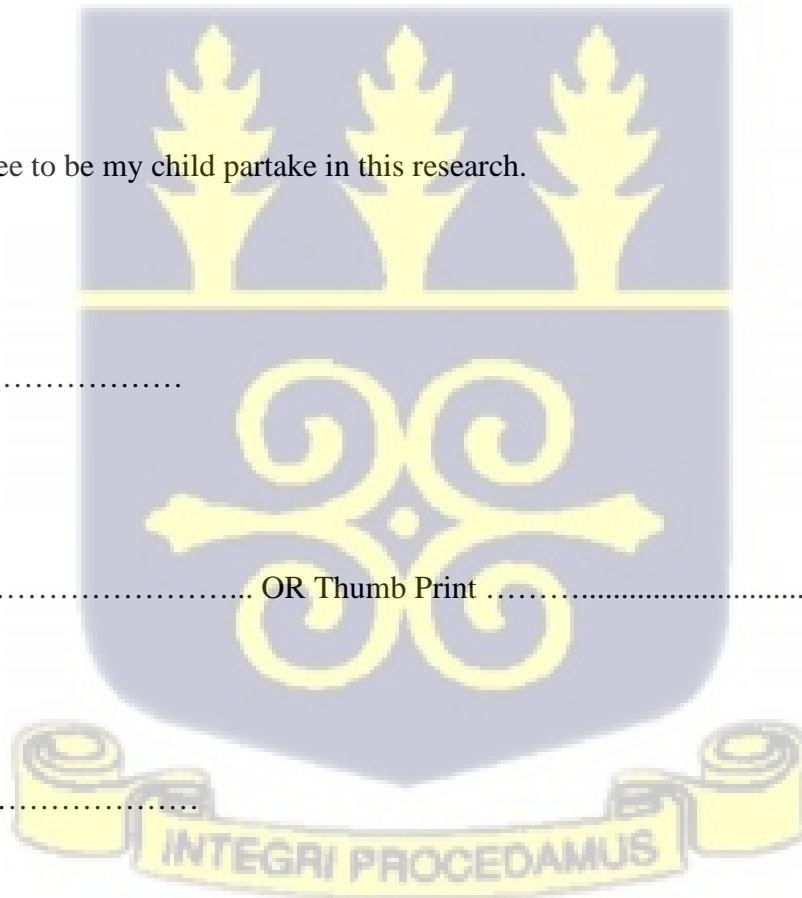 ee to be my child partake in this research.
………………
…………………….. OR Thumb Print ………............................
…………………
INTEGRI PROCEDAMUS